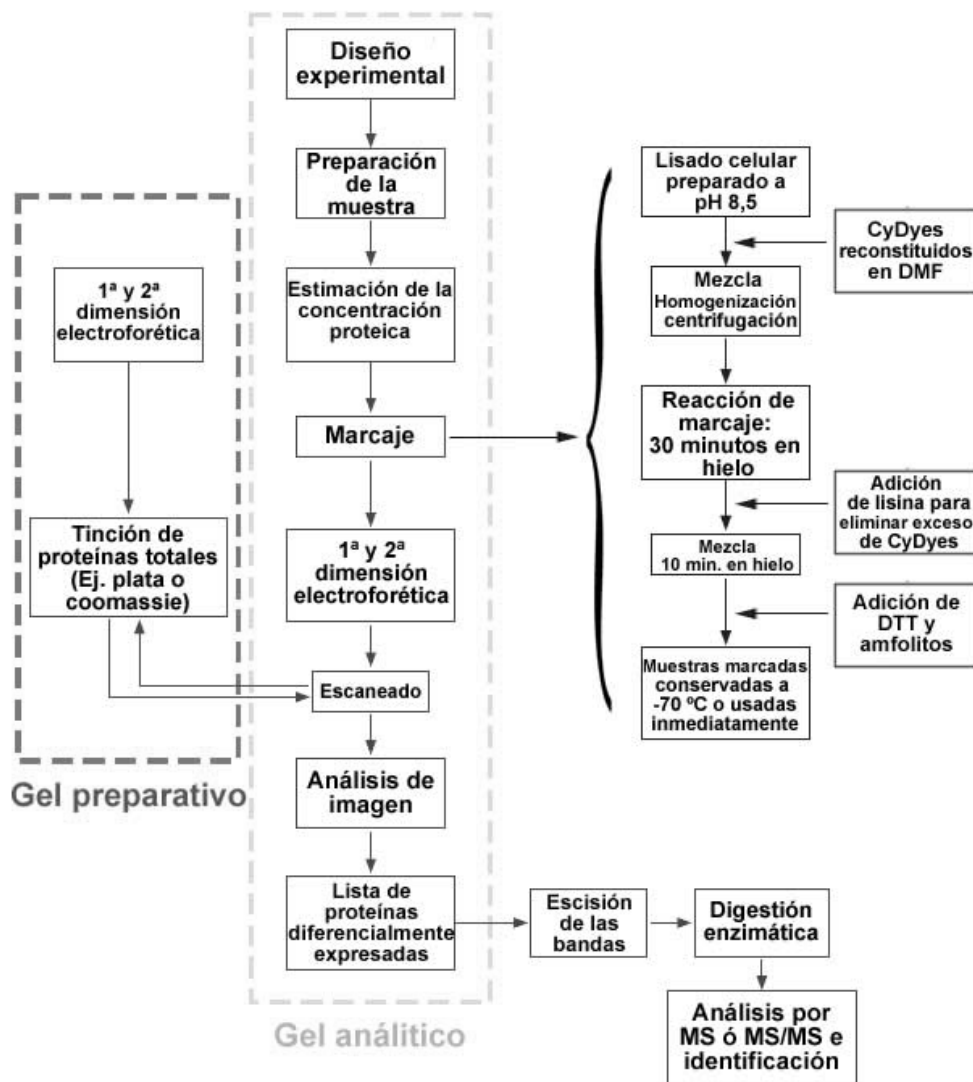 Diseño
experimental
Preparación
de la
muestra
Estimación de la
concentración
proteica
Marcaje
1ª y 2ª
dimensión
electroforética
Escaneado
Análisis de
imagen
Lista de
proteínas
diferencialmente
expresadas
Gel análitico
1ª y 2ª
dimensión
electroforética
Tinción de
proteínas totales
(Ej. plata o
coomassie)
Gel preparativo
Lisado celular
preparado a
pH 8,5
CyDyes
reconstituidos
en DMF
Mezcla
Homogenización
centrifugación
Reacción de
marcaje:
30 minutos en
hielo
Adición
de lisina para
eliminar exceso
de CyDyes
Mezcla
10 min. en hielo
Adición de
DTT y
amfolitos
Muestras marcadas
conservadas a
-70 ºC o usadas
inmediatamente
Escisión
de las
bandas
Digestión
enzimática
Análisis por
MS ó MS/MS e
identificación